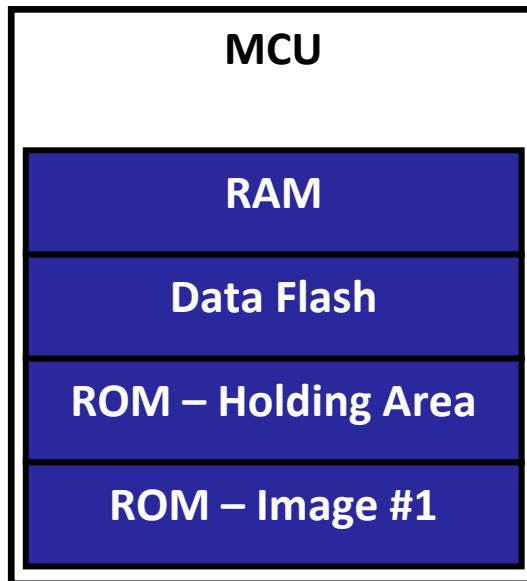 MCU
RAM
Data Flash
ROM – Holding Area
ROM – Image #1